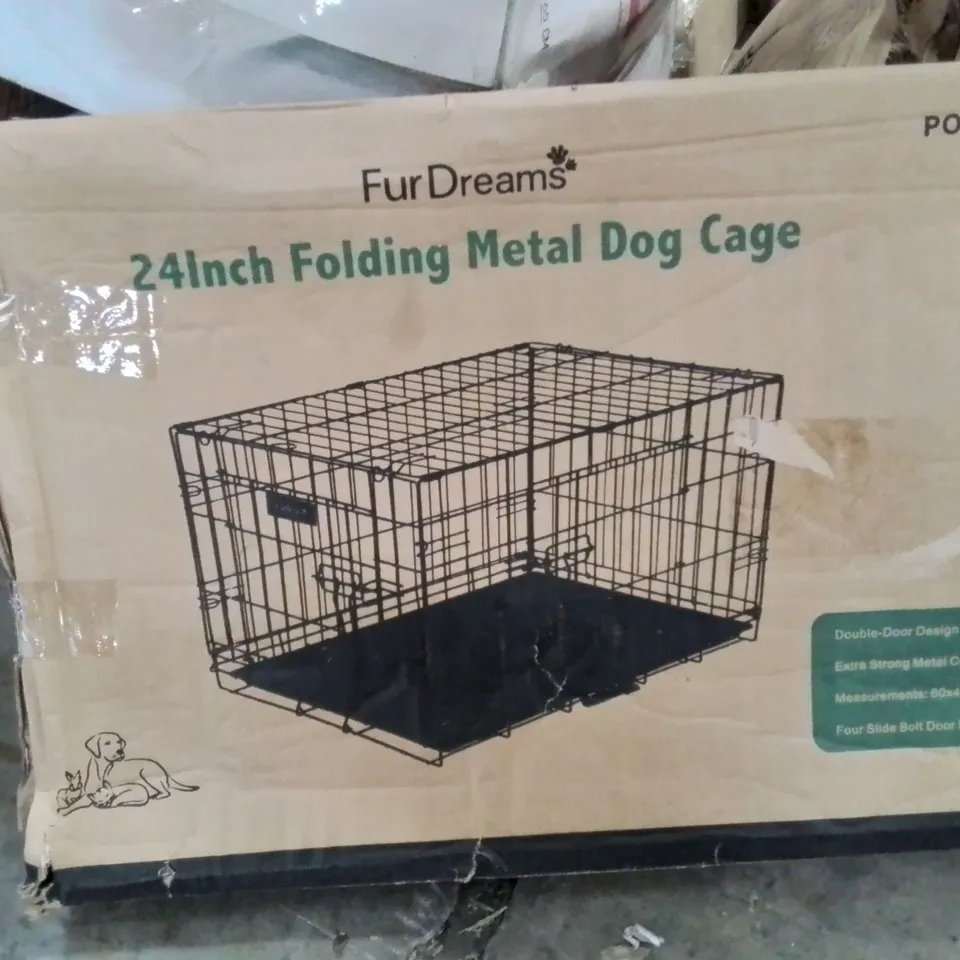 PO
FurDreams
24Inch Folding Metal Dog Cage
Double-Door Design
Extra Strong Metal C
Measurements: 60x4
Four Slide Bolt Door